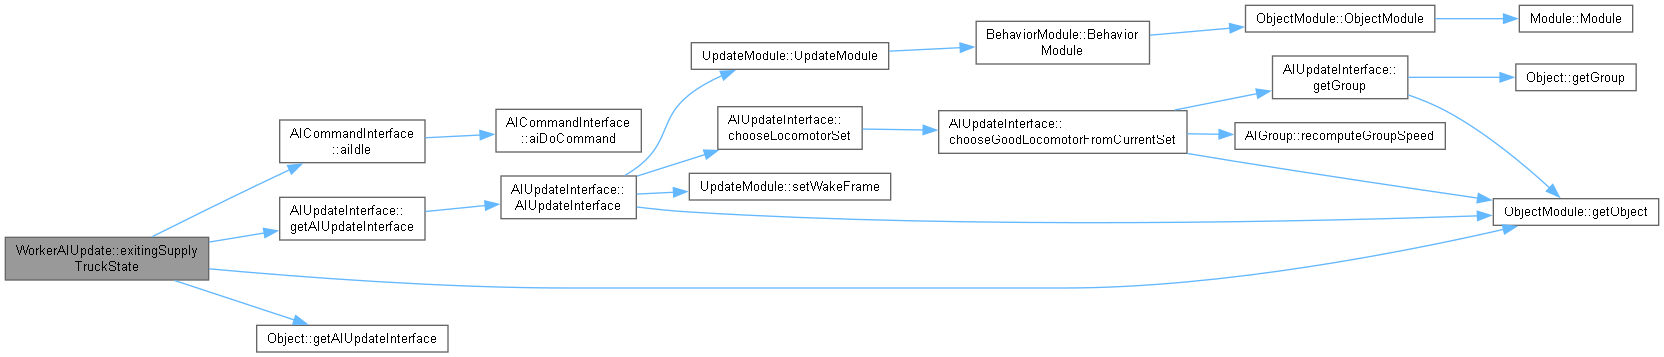 WorkerAIUpdate::exitingSupply
TruckState
AICommandInterface
::aiIdle
AICommandInterface
::aiDoCommand
AIUpdateInterface::
getAIUpdateInterface
AIUpdateInterface::
AIUpdateInterface
UpdateModule::UpdateModule
BehaviorModule::Behavior
Module
ObjectModule::ObjectModule
Module::Module
AIUpdateInterface::
chooseLocomotorSet
AIUpdateInterface::
chooseGoodLocomotorFromCurrentSet
AIUpdateInterface::
getGroup
Object::getGroup
AIGroup::recomputeGroupSpeed
UpdateModule::setWakeFrame
ObjectModule::getObject
Object::getAIUpdateInterface